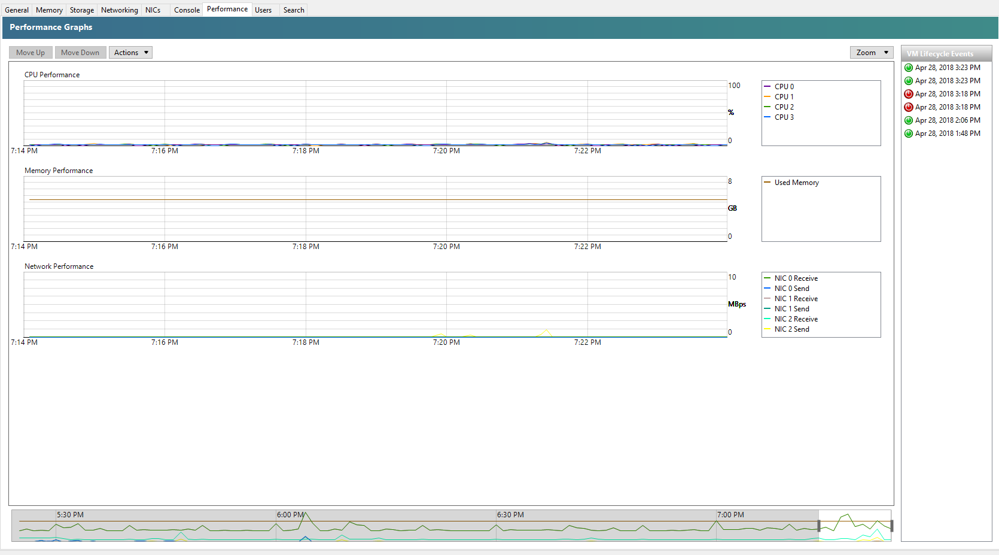 General Memory Storage Networking NICs Console Performance Users Search
Performance Graphs
Move Up Move Down Actions Zoom
CPU Performance
100
%
0
7:14 PM 7:16 PM 7:18 PM 7:20 PM 7:22 PM
CPU 0
CPU 1
CPU 2
CPU 3
Memory Performance
8
GB
0
7:14 PM 7:16 PM 7:18 PM 7:20 PM 7:22 PM
Used Memory
Network Performance
10
MBps
0
7:14 PM 7:16 PM 7:18 PM 7:20 PM 7:22 PM
NIC 0 Receive
NIC 0 Send
NIC 1 Receive
NIC 1 Send
NIC 2 Receive
NIC 2 Send
5:30 PM 6:00 PM 6:30 PM 7:00 PM
VM Lifecycle Events
Apr 28, 2018 3:23 PM
Apr 28, 2018 3:23 PM
Apr 28, 2018 3:18 PM
Apr 28, 2018 3:18 PM
Apr 28, 2018 2:06 PM
Apr 28, 2018 1:48 PM